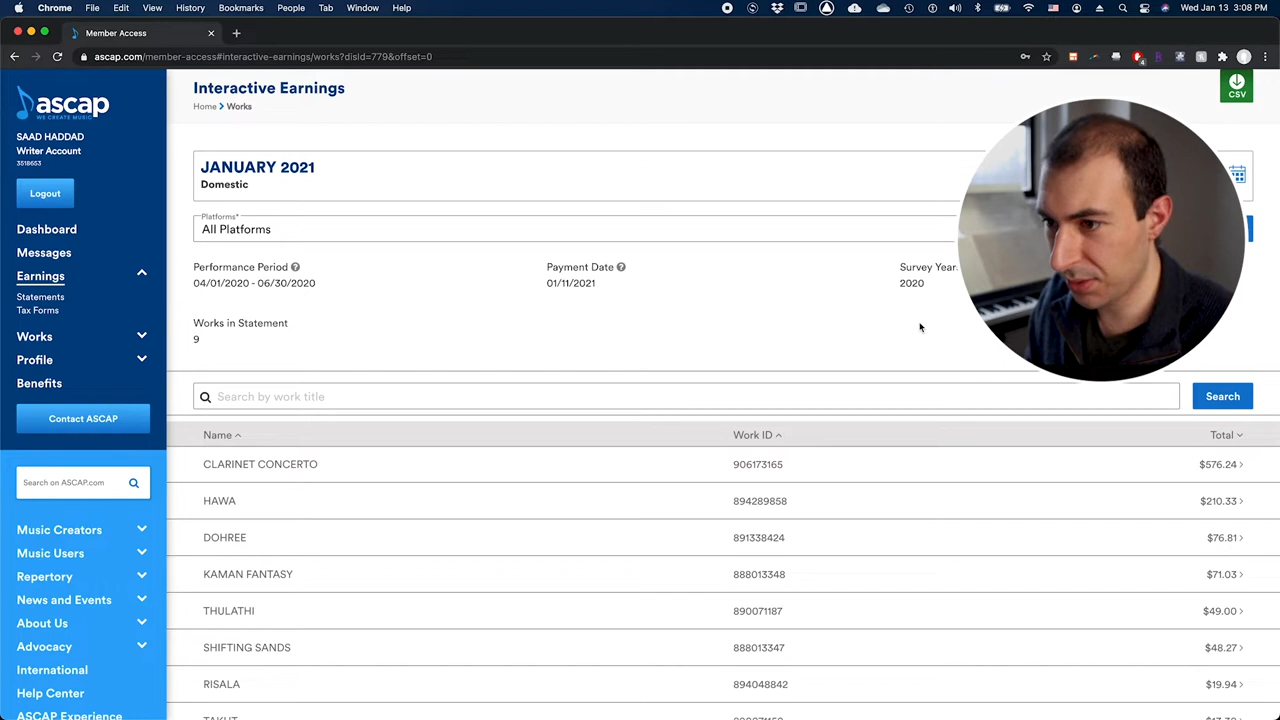 Chrome File Edit View History Bookmarks People Tab Window Help
Wed Jan 13 3:08 PM
Member Access
ascap.com/member-access#interactive-earnings/works?disId=779&offset=0
ascap
WE CREATE MUSIC
SAAD HADDAD
Writer Account
3518653
Logout
Dashboard
Messages
Earnings
Statements
Tax Forms
Works
Profile
Benefits
Contact ASCAP
Search on ASCAP.com
Music Creators
Music Users
Repertory
News and Events
About Us
Advocacy
International
Help Center
ASCAP Experience
Interactive Earnings
Home Works
CSV
JANUARY 2021
Domestic
Platforms*
All Platforms
Performance Period Payment Date Survey Year
04/01/2020 - 06/30/2020 01/11/2021 2020
Works in Statement
9
Search by work title Search
Name Work ID Total
CLARINET CONCERTO 906173165 $576.24
HAWA 894289858 $210.33
DOHREE 891338424 $76.81
KAMAN FANTASY 888013348 $71.03
THULATHI 890071187 $49.00
SHIFTING SANDS 888013347 $48.27
RISALA 894048842 $19.94